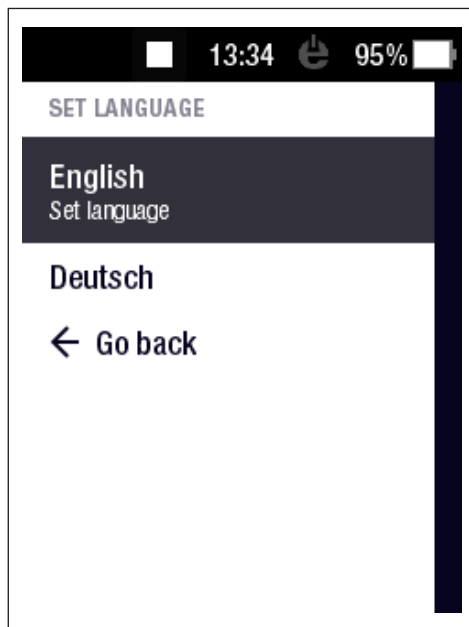 13:34 95%
SET LANGUAGE
English
Set language
Deutsch
← Go back